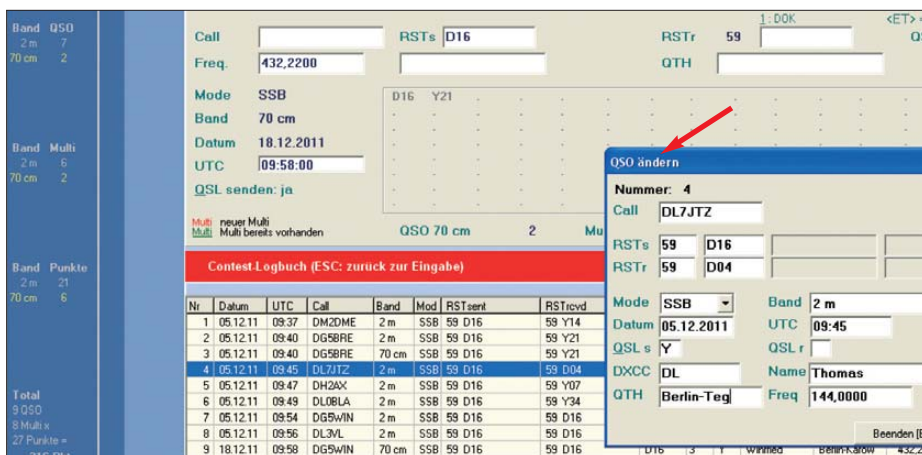 Band QSO
2 m 7
70 cm 2
Band Multi
2 m 6
70 cm 2
Band Punkte
2 m 21
70 cm 6
Total
9 QSO
8 Multi x
27 Punkte =
1: DOK <ET>
Call RSTs D16 RSTr 59
Freq. 432,2200 QTH
Mode SSB D16 Y21
Band 70 cm
Datum 18.12.2011
UTC 09:58:00
QSL senden: ja
Multi neuer Multi
Multi Multi bereits vorhanden QSO 70 cm 2 Mu
Contest-Logbuch (ESC: zurück zur Eingabe)
Nr Datum UTC Call Band Mod RSTsent RSTrcvd
1 05.12.11 09:37 DM2DME 2 m SSB 59 D16 59 Y14
2 05.12.11 09:40 DG5BRE 2 m SSB 59 D16 59 Y21
3 05.12.11 09:40 DG5BRE 70 cm SSB 59 D16 59 Y21
4 05.12.11 09:45 DL7JTZ 2 m SSB 59 D16 59 D04
5 05.12.11 09:47 DH2AX 2 m SSB 59 D16 59 Y07
6 05.12.11 09:49 DL0BLA 2 m SSB 59 D16 59 Y34
7 05.12.11 09:54 DG5WIN 2 m SSB 59 D16 59 D16
8 05.12.11 09:56 DL3VL 2 m SSB 59 D16 59 D16
9 18.12.11 09:58 DG5WIN 70 cm SSB 59 D16 59 D16 D16 3 Y Winfried Berlin-Karow 432,2
QSO ändern
Nummer: 4
Call DL7JTZ
RSTs 59 D16
RSTr 59 D04
Mode SSB Band 2 m
Datum 05.12.2011 UTC 09:45
QSL s Y QSL r
DXCC DL Name Thomas
QTH Berlin-Teg Freq 144,0000
Beenden [E